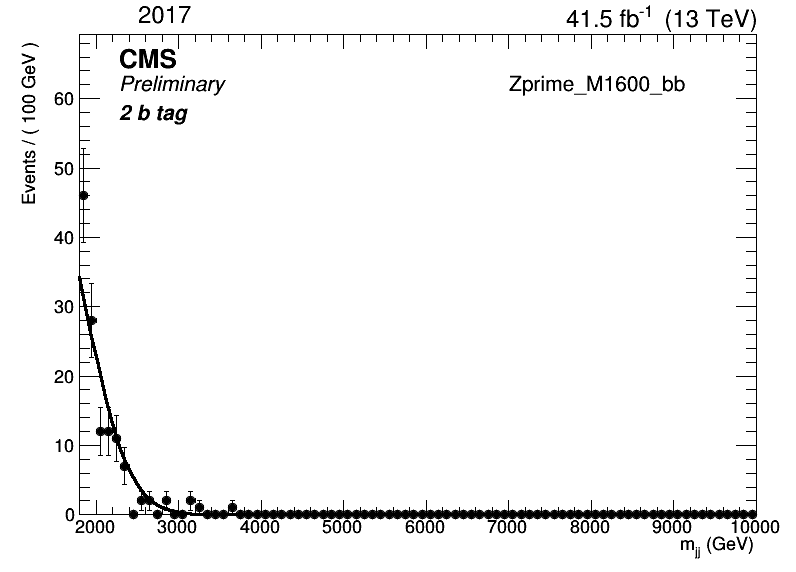 2017
41.5 fb⁻¹ (13 TeV)
CMS
Preliminary
2 b tag
Zprime_M1600_bb
Events / ( 100 GeV )
60
50
40
30
20
10
0
2000 3000 4000 5000 6000 7000 8000 9000 10000
m_jj (GeV)